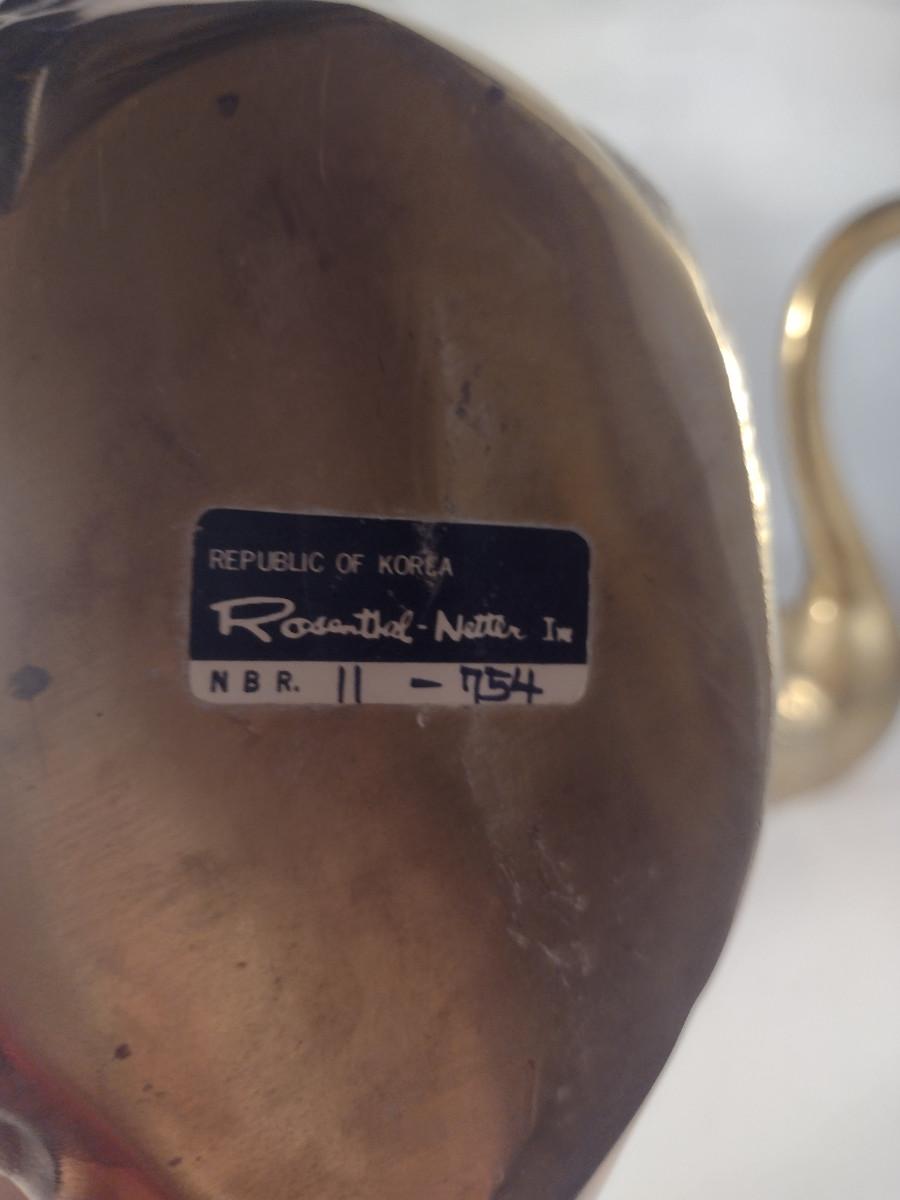 REPUBLIC OF KOREA
Rosenthal-Netter Inc
NBR. 11 - 754